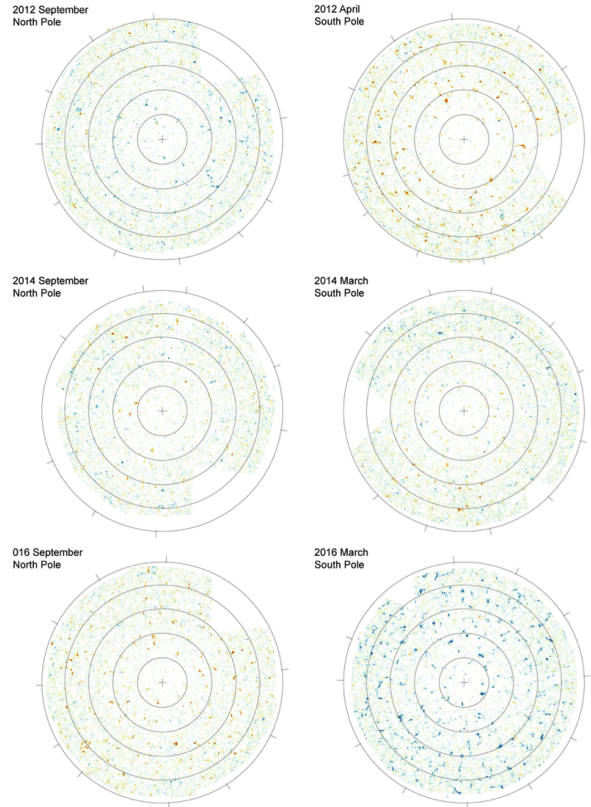 2012 September
North Pole
2012 April
South Pole
2014 September
North Pole
2014 March
South Pole
016 September
North Pole
2016 March
South Pole